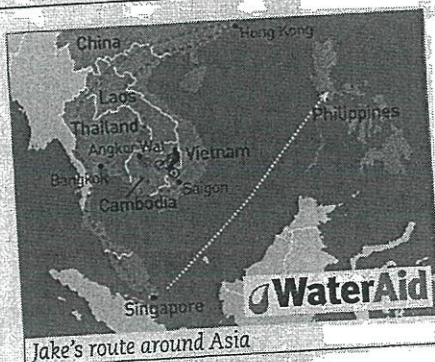 China
Hong Kong
Laos
Thailand
Angkor Wat
Vietnam
Philippines
Bangkok
Saigon
Cambodia
Singapore
WaterAid
Jake's route around Asia